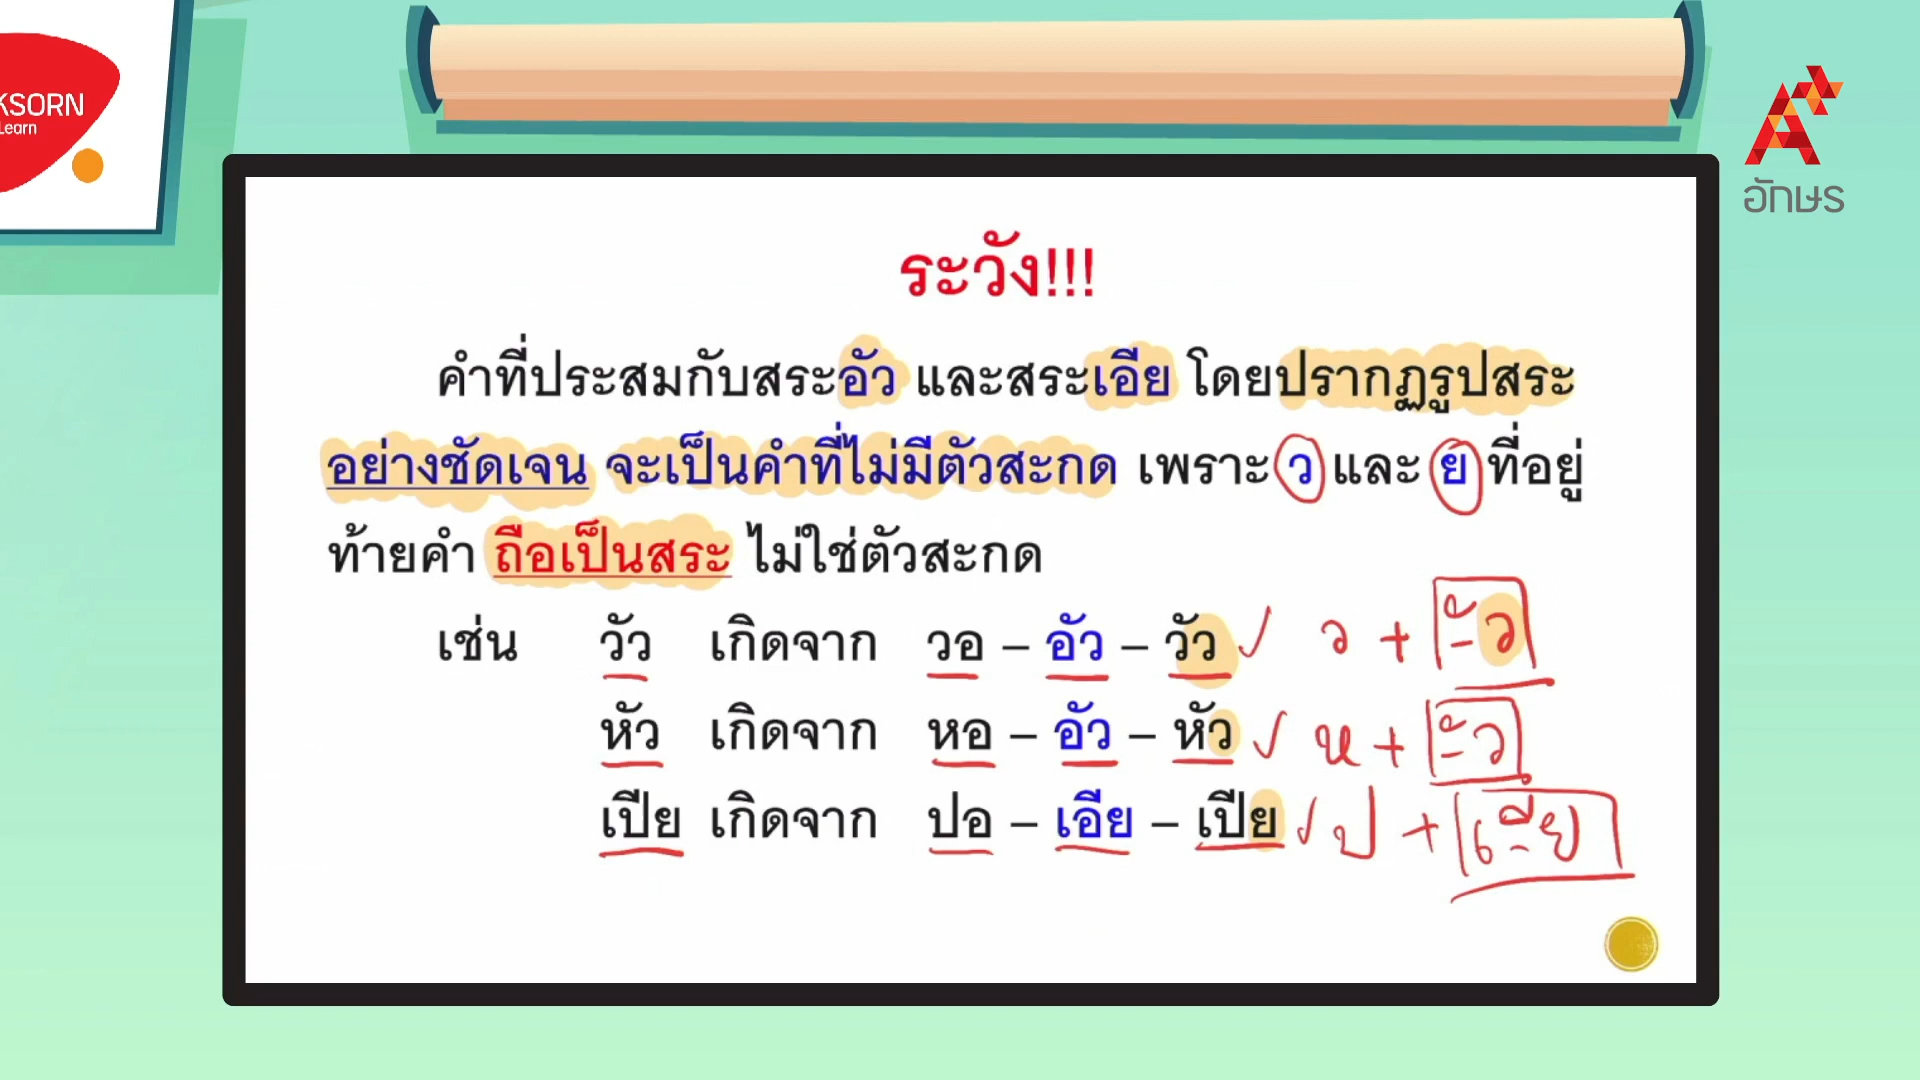 KSORN
Learn
อักษร
ระวัง!!!
คำที่ประสมกับสระอัว และสระเอีย โดยปรากฏรูปสระ
อย่างชัดเจน จะเป็นคำที่ไม่มีตัวสะกด เพราะ ว และ ย ที่อยู่
ท้ายคำ ถือเป็นสระ ไม่ใช่ตัวสะกด
เช่น วัว เกิดจาก วอ – อัว – วัว ✓ ว + -ัว
หัว เกิดจาก หอ – อัว – หัว ✓ ห + -ัว
เปีย เกิดจาก ปอ – เอีย – เปีย ✓ ป + เ-ีย